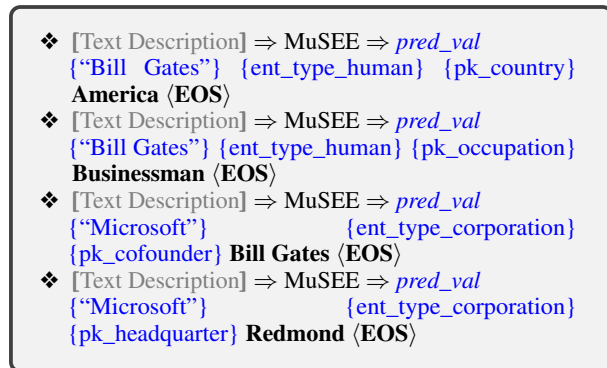 ❖ [Text Description] ⇒ MuSEE ⇒ pred_val
{“Bill Gates”} {ent_type_human} {pk_country}
America ⟨EOS⟩
❖ [Text Description] ⇒ MuSEE ⇒ pred_val
{“Bill Gates”} {ent_type_human} {pk_occupation}
Businessman ⟨EOS⟩
❖ [Text Description] ⇒ MuSEE ⇒ pred_val
{“Microsoft”} {ent_type_corporation}
{pk_cofounder} Bill Gates ⟨EOS⟩
❖ [Text Description] ⇒ MuSEE ⇒ pred_val
{“Microsoft”} {ent_type_corporation}
{pk_headquarter} Redmond ⟨EOS⟩